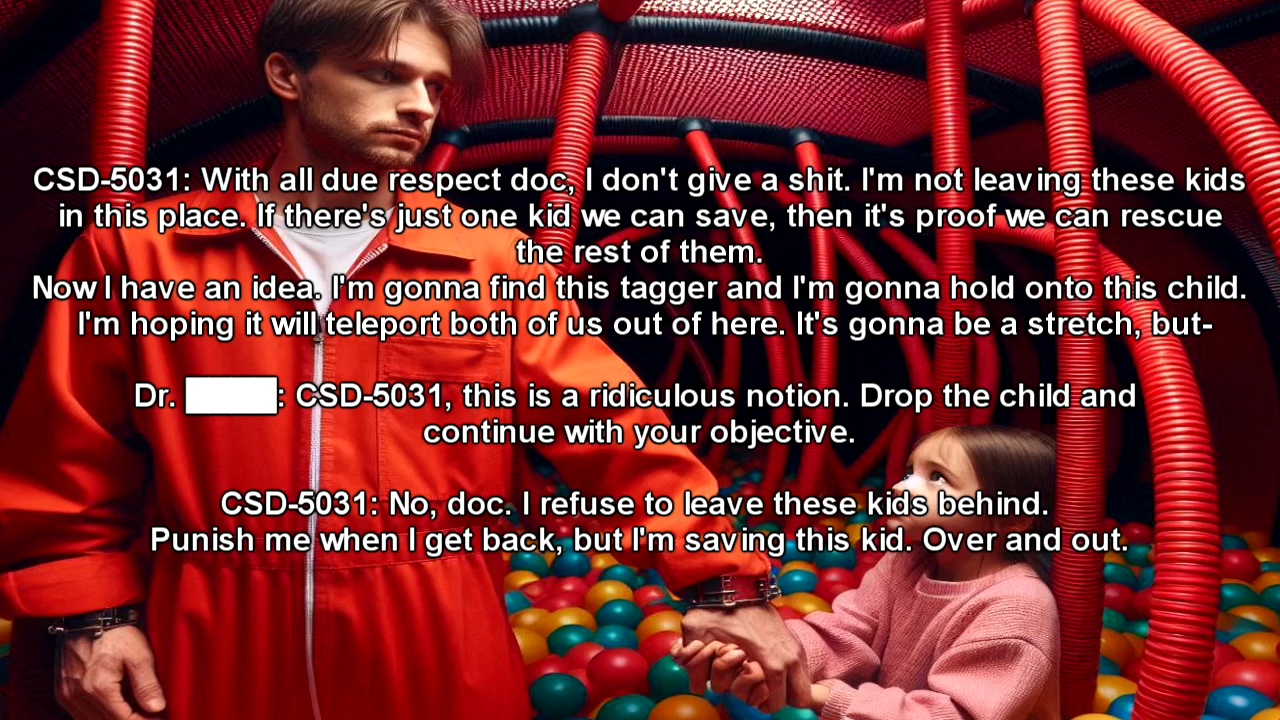 CSD-5031: With all due respect doc, I don't give a shit. I'm not leaving these kids
in this place. If there's just one kid we can save, then it's proof we can rescue
the rest of them.
Now I have an idea. I'm gonna find this tagger and I'm gonna hold onto this child.
I'm hoping it will teleport both of us out of here. It's gonna be a stretch, but-
Dr. : CSD-5031, this is a ridiculous notion. Drop the child and
continue with your objective.
CSD-5031: No, doc. I refuse to leave these kids behind.
Punish me when I get back, but I'm saving this kid. Over and out.